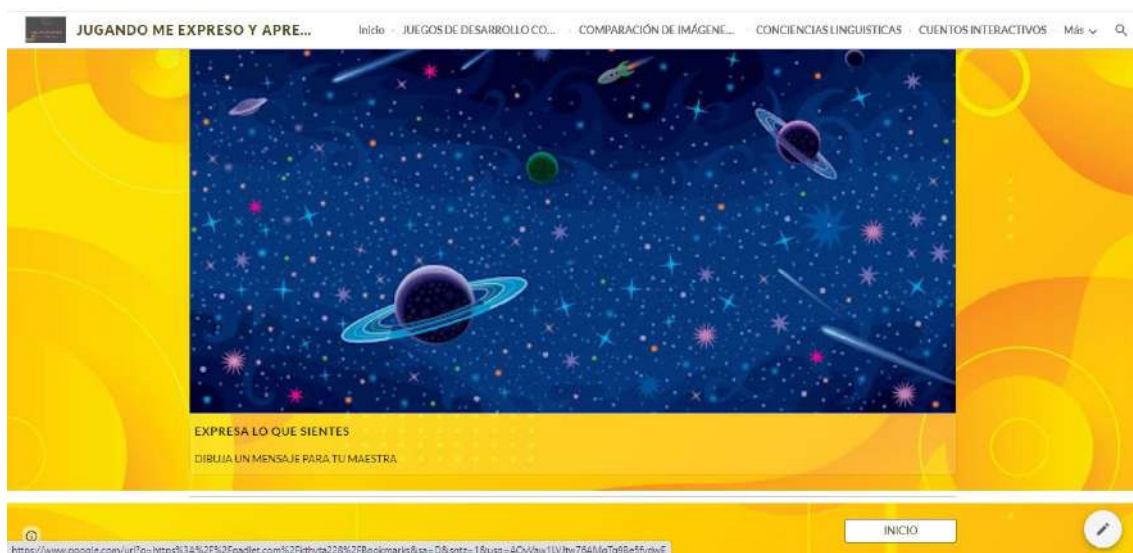 JUGANDO ME EXPRESO Y APRE...
Inicio
JUEGOS DE DESARROLLO CO...
COMPARACIÓN DE IMÁGENE...
CONCIENCIAS LINGUISTICAS
CUENTOS INTERACTIVOS
Más
EXPRESA LO QUE SIENTES
DIBUJA UN MENSAJE PARA TU MAESTRA
INICIO